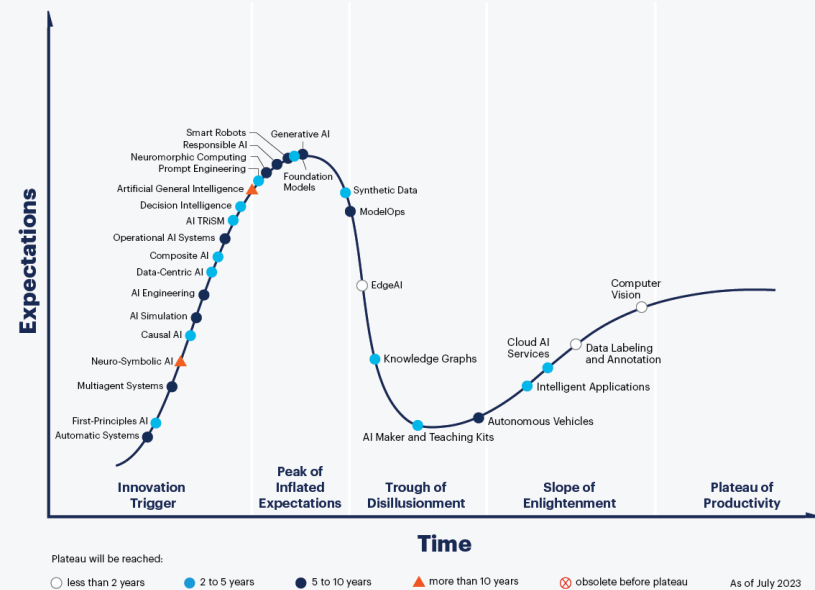 Expectations
Smart Robots
Generative AI
Responsible AI
Neuromorphic Computing
Prompt Engineering
Foundation
Models
Artificial General Intelligence
Synthetic Data
Decision Intelligence
ModelOps
AI TRiSM
Operational AI Systems
Composite AI
Data-Centric AI
EdgeAI
AI Engineering
Computer
Vision
AI Simulation
Causal AI
Cloud AI
Services
Data Labeling
and Annotation
Neuro-Symbolic AI
Knowledge Graphs
Multiagent Systems
Intelligent Applications
First-Principles AI
Autonomous Vehicles
Automatic Systems
AI Maker and Teaching Kits
Innovation
Trigger
Peak of
Inflated
Expectations
Trough of
Disillusionment
Slope of
Enlightenment
Plateau of
Productivity
Time
Plateau will be reached:
less than 2 years
2 to 5 years
5 to 10 years
more than 10 years
obsolete before plateau
As of July 2023